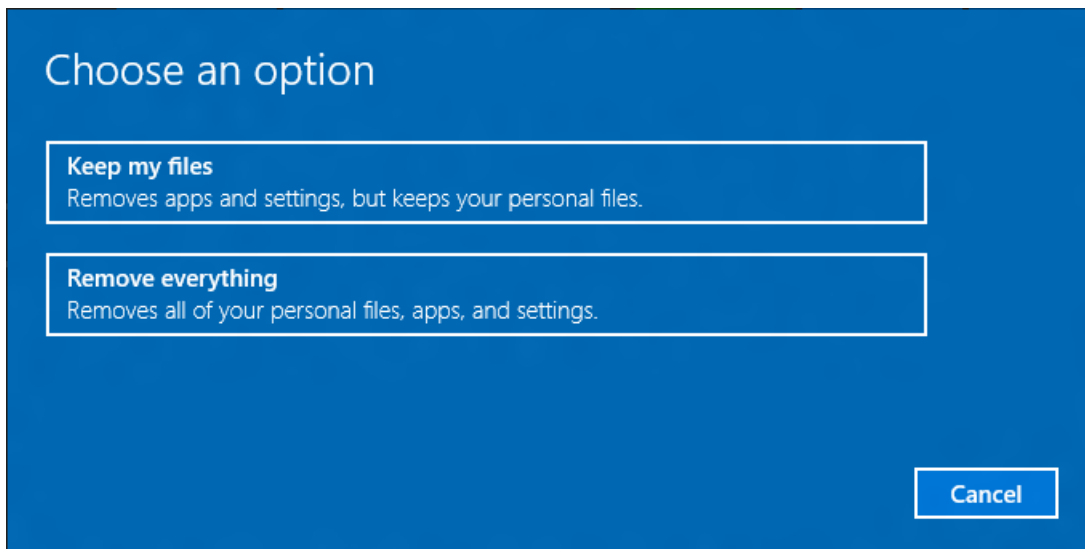 Choose an option
Keep my files
Removes apps and settings, but keeps your personal files.
Remove everything
Removes all of your personal files, apps, and settings.
Cancel